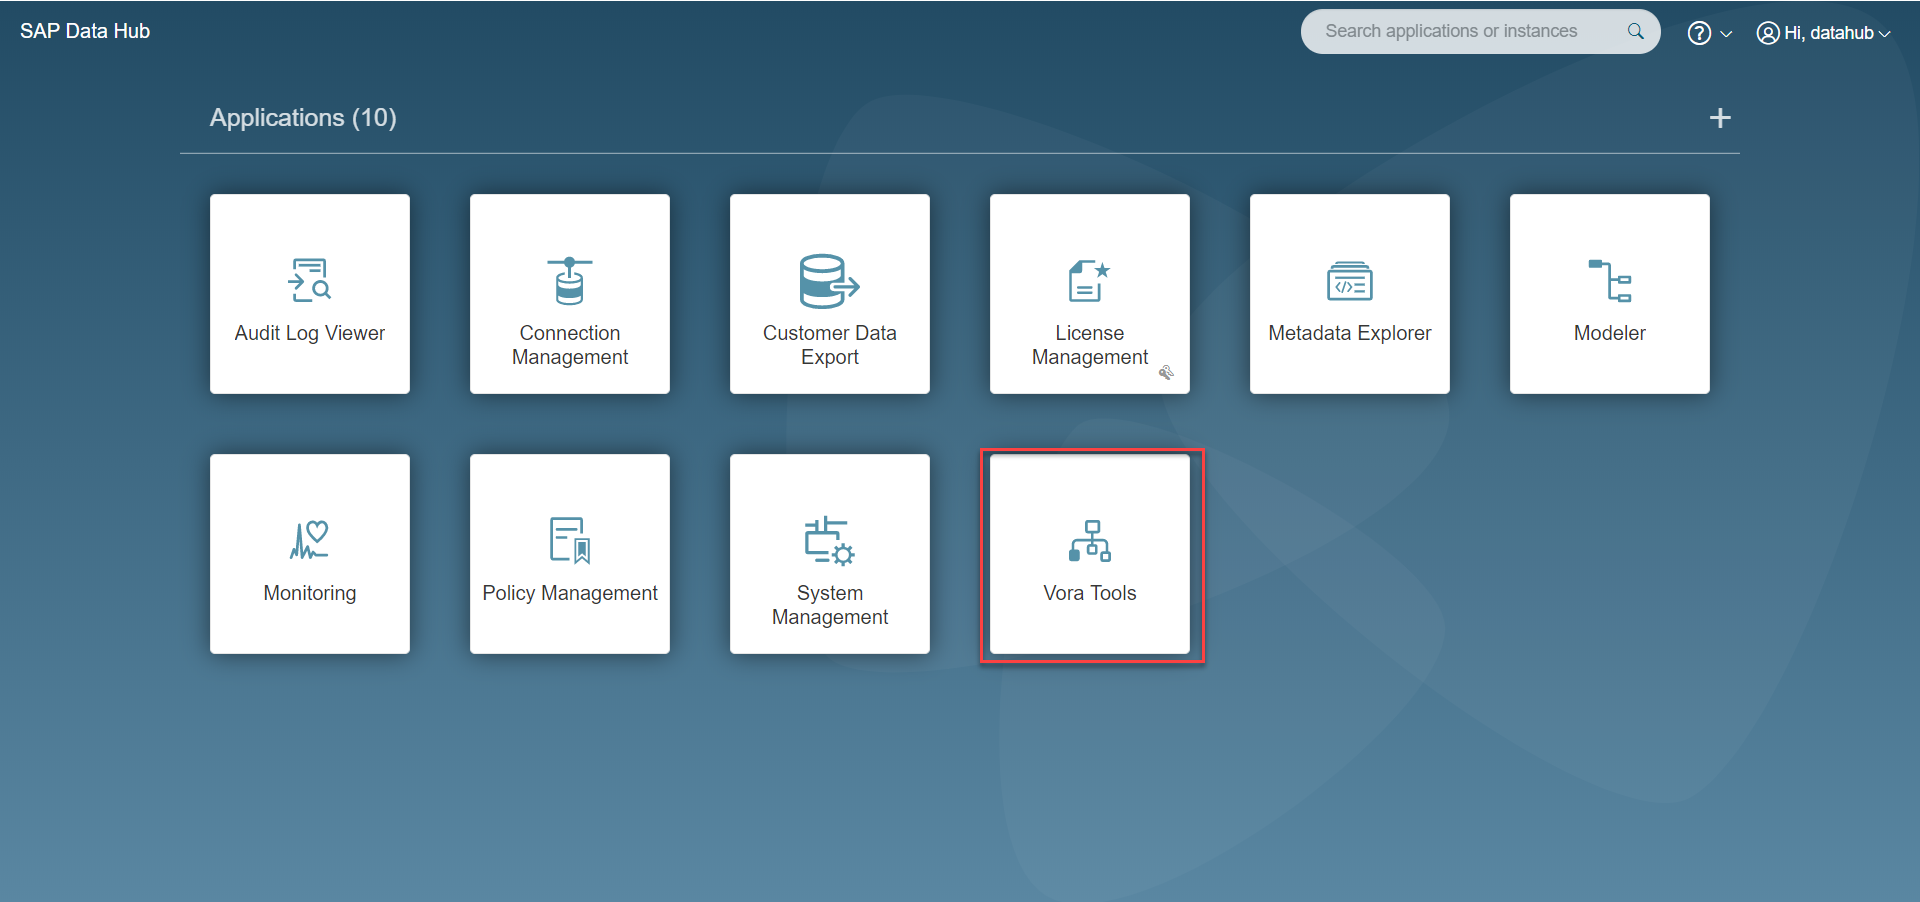 SAP Data Hub
Search applications or instances
Hi, datahub
Applications (10)
Audit Log Viewer
Connection
Management
Customer Data
Export
License
Management
Metadata Explorer
Modeler
Monitoring
Policy Management
System
Management
Vora Tools